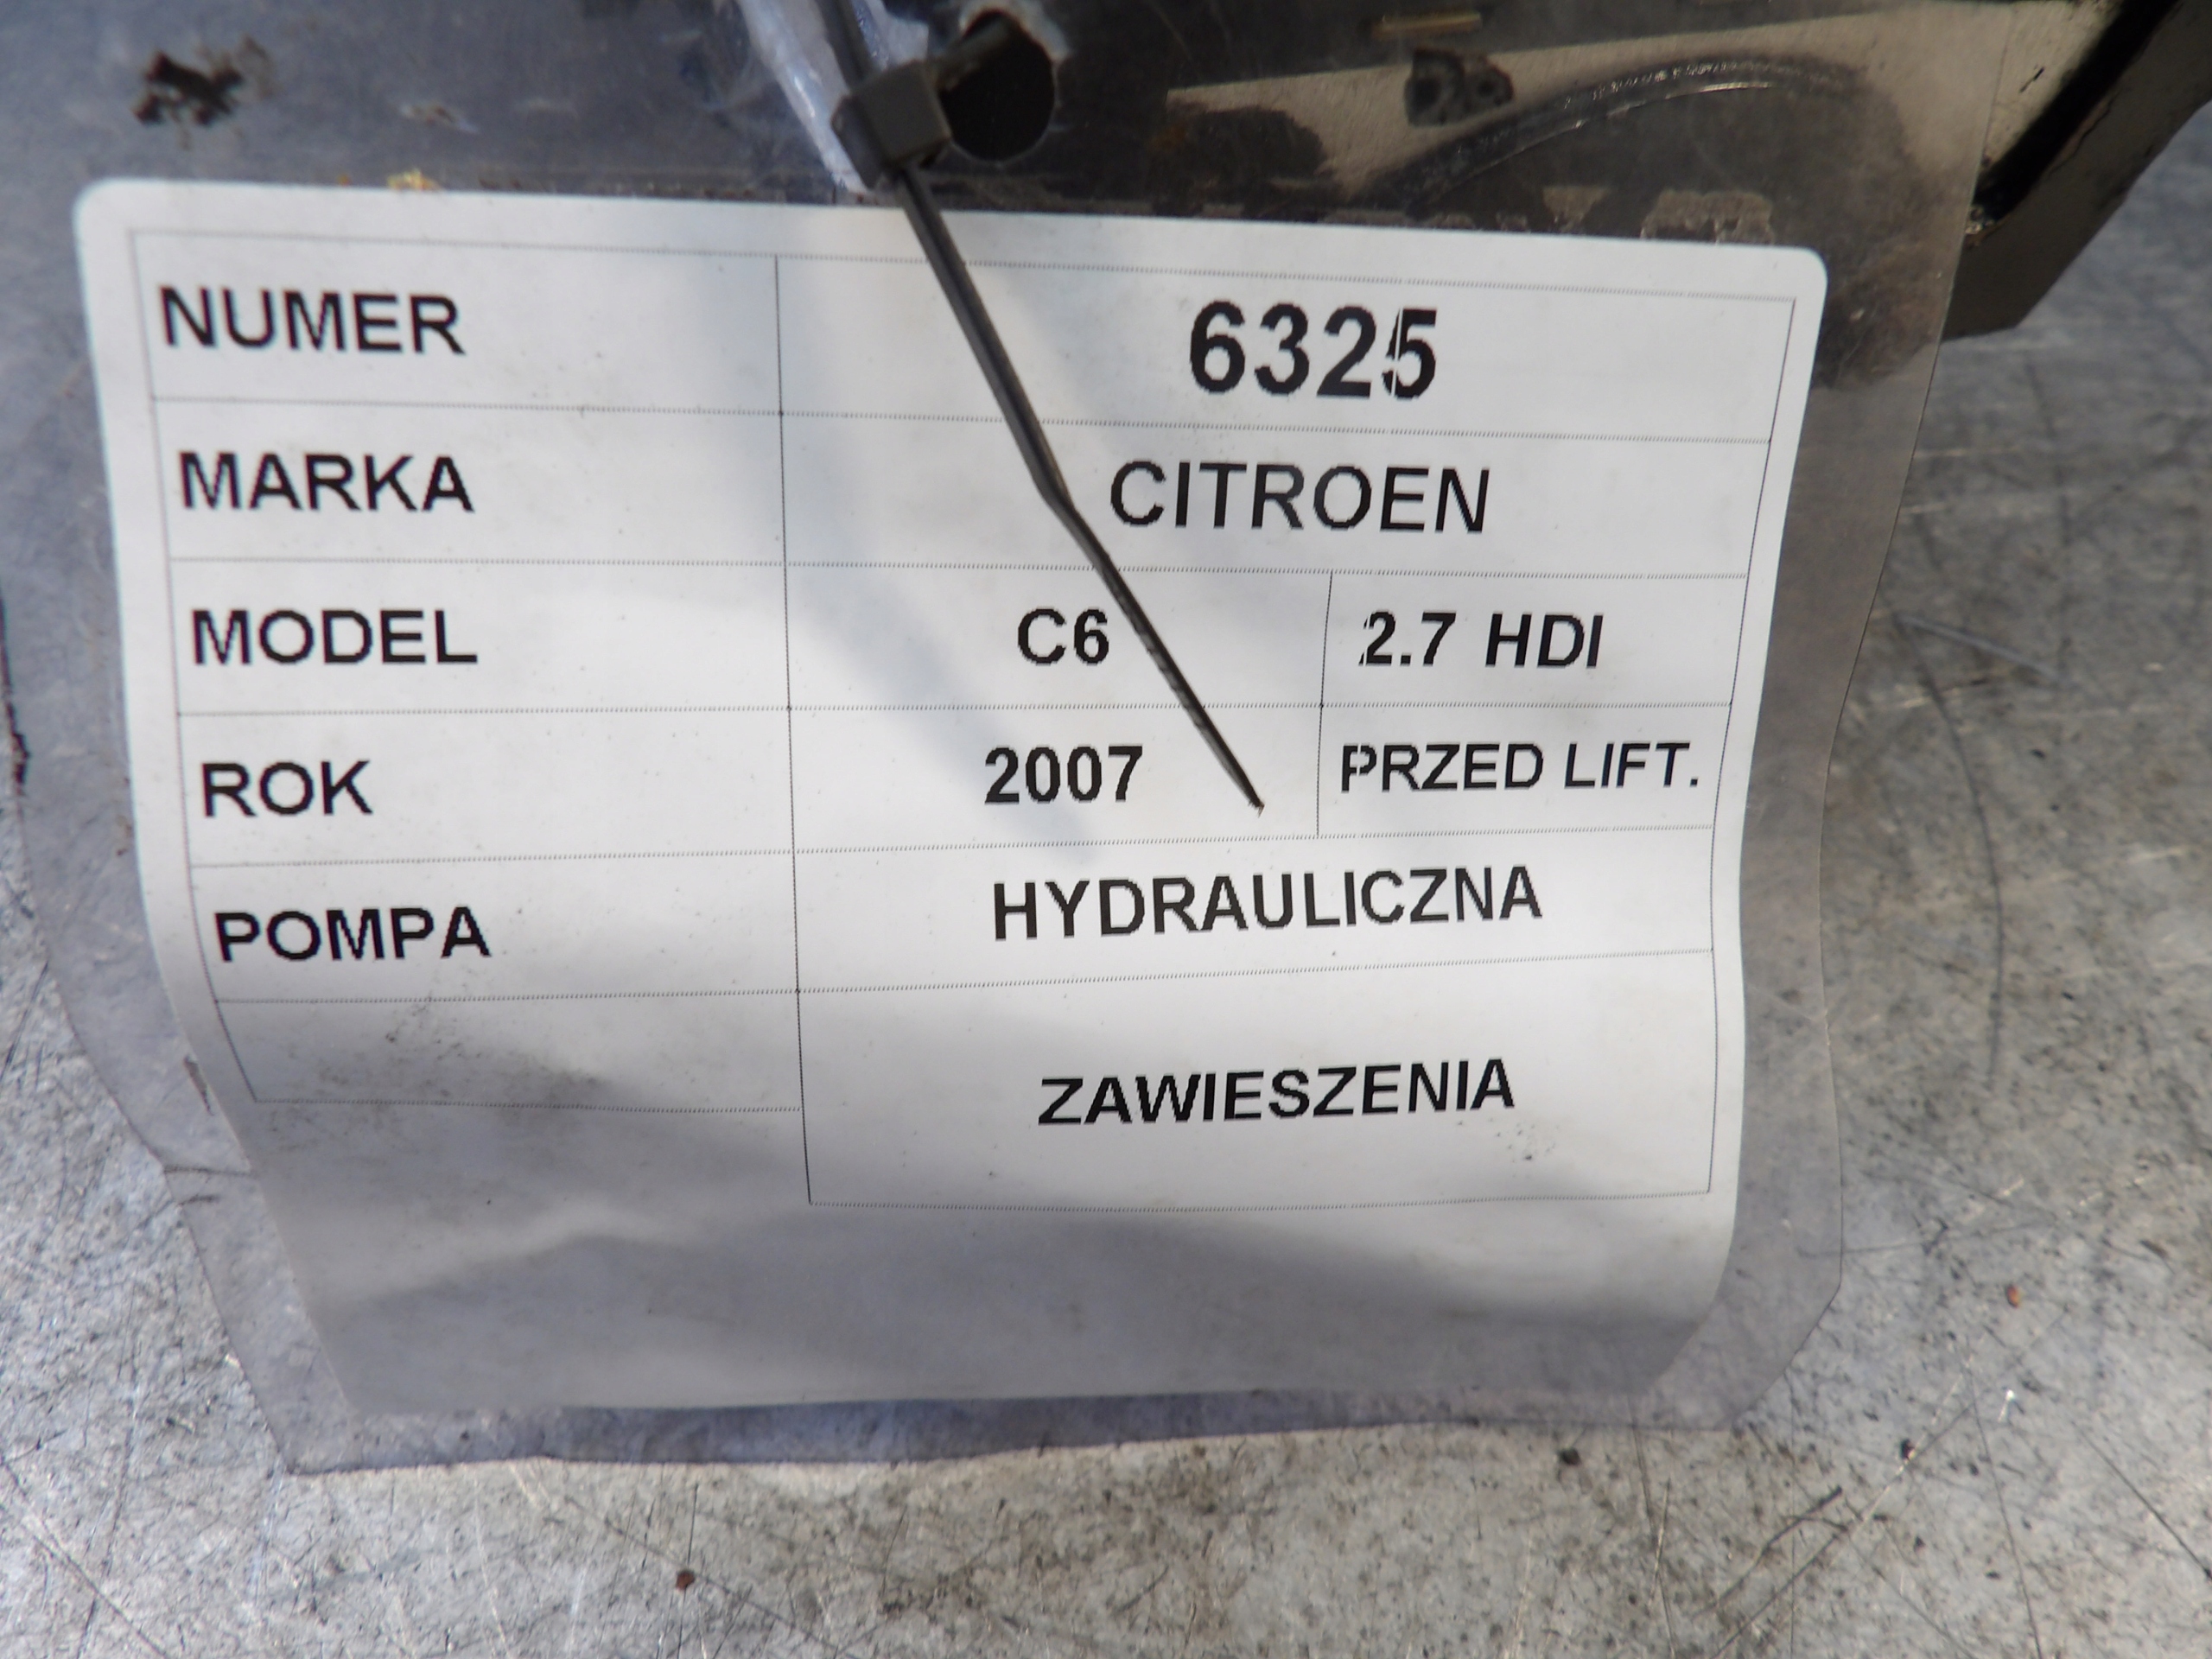 NUMER 6325
MARKA CITROEN
MODEL C6 2.7 HDI
ROK 2007 PRZED LIFT.
POMPA HYDRAULICZNA
ZAWIESZENIA